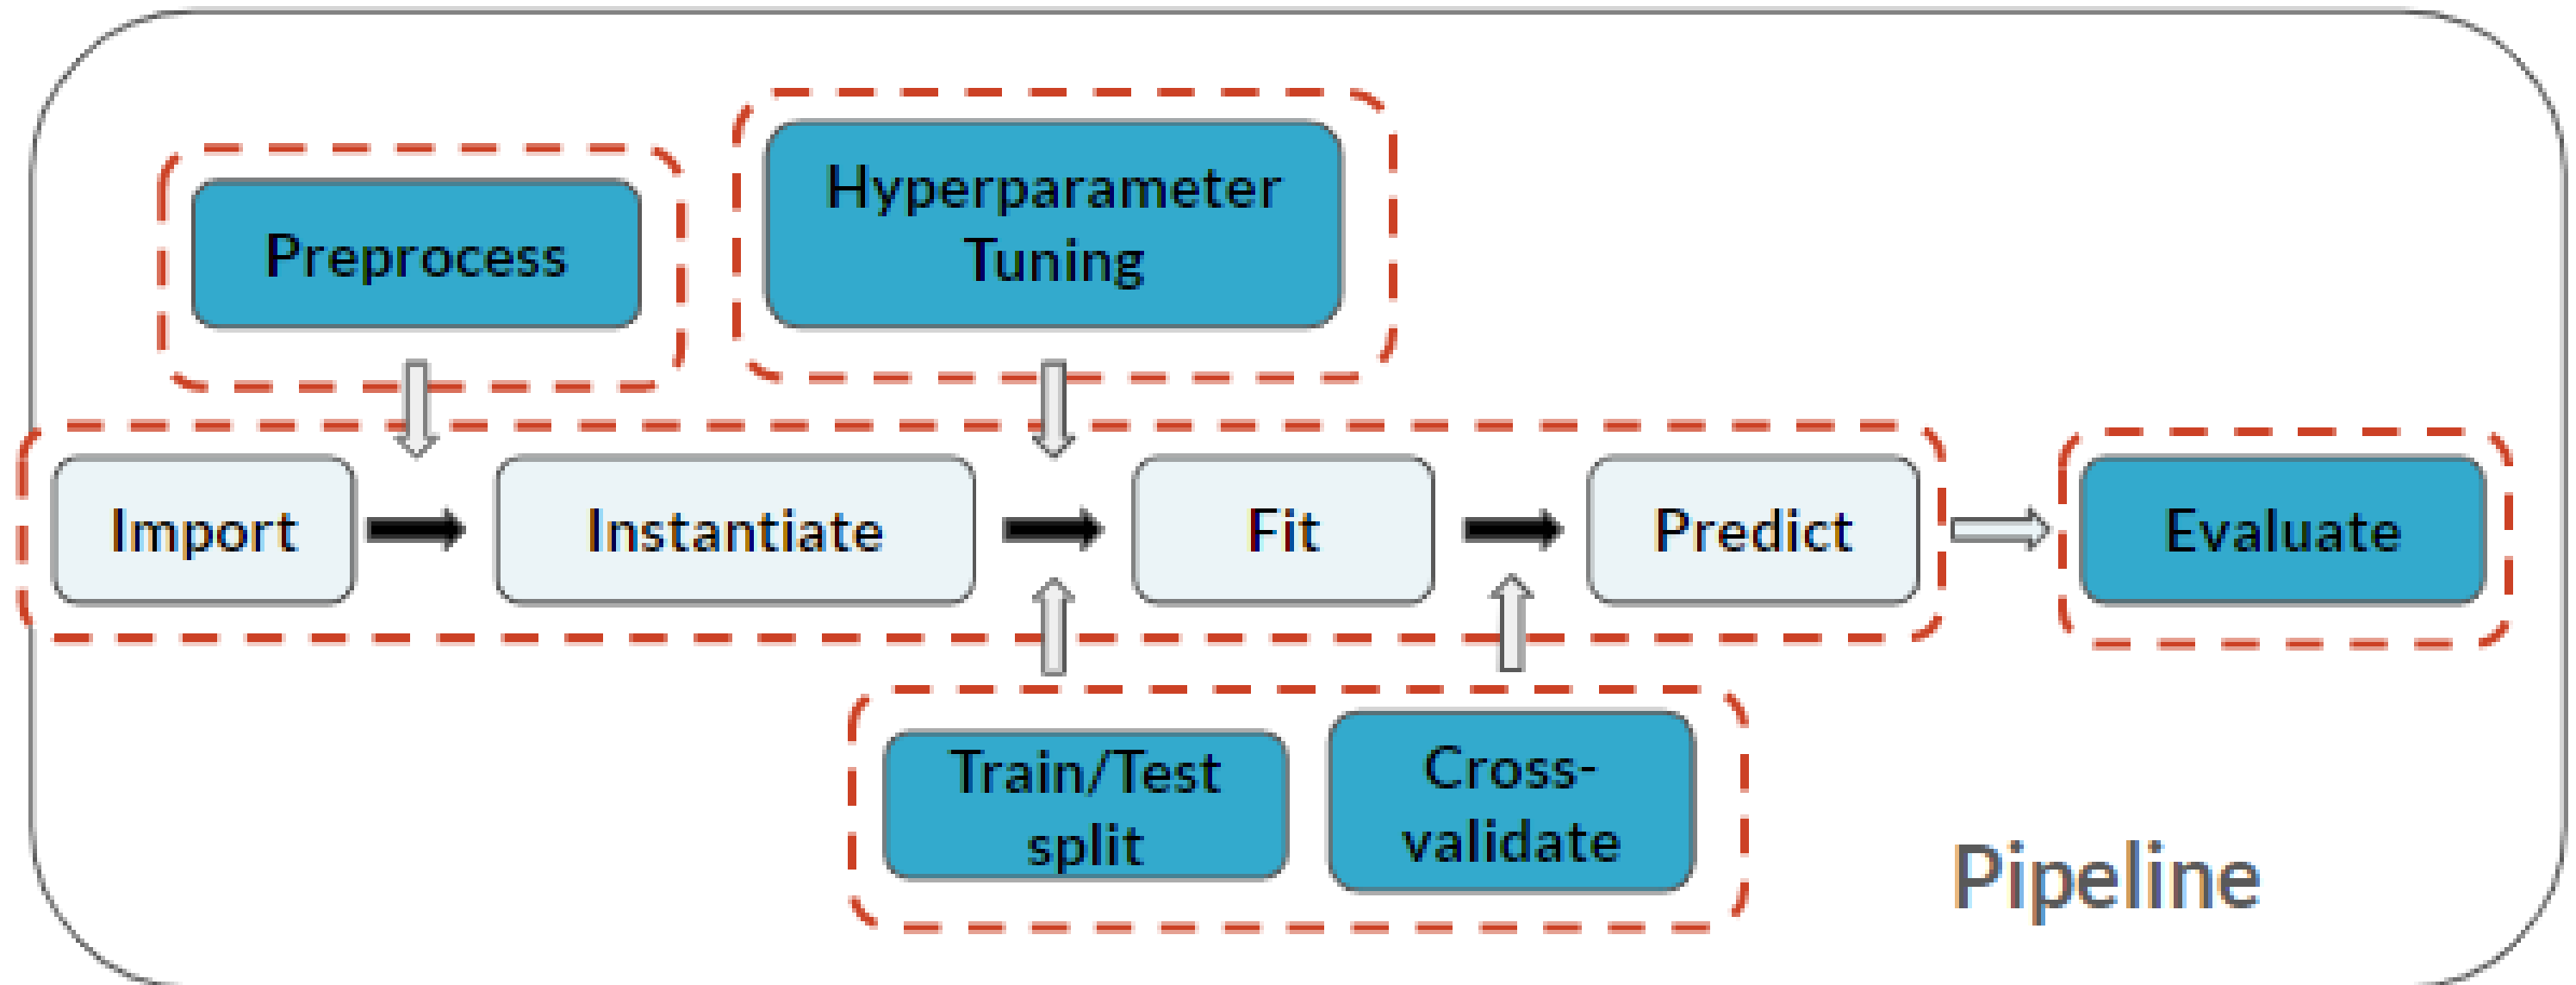 Preprocess
Hyperparameter
Tuning
Import
Instantiate
Fit
Predict
Evaluate
Train/Test
split
Cross-
validate
Pipeline